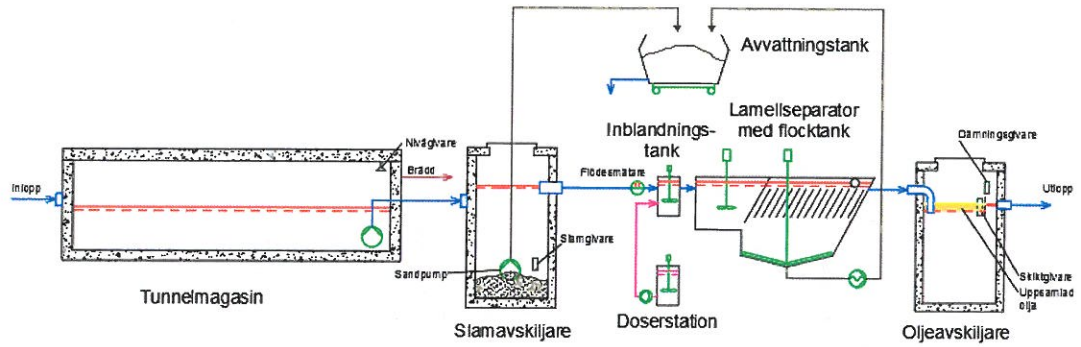 Avvattningstank
Lamellseparator
med flocktank
Inblandnings-
tank
Dämningsgivare
Nivågivare
Brädd
Flödesmätare
Inlopp
Utlopp
Slamgivare
Sandpump
Skiktgivare
Uppsamlad
olja
Tunnelmagasin
Slamavskiljare
Doserstation
Oljeavskiljare